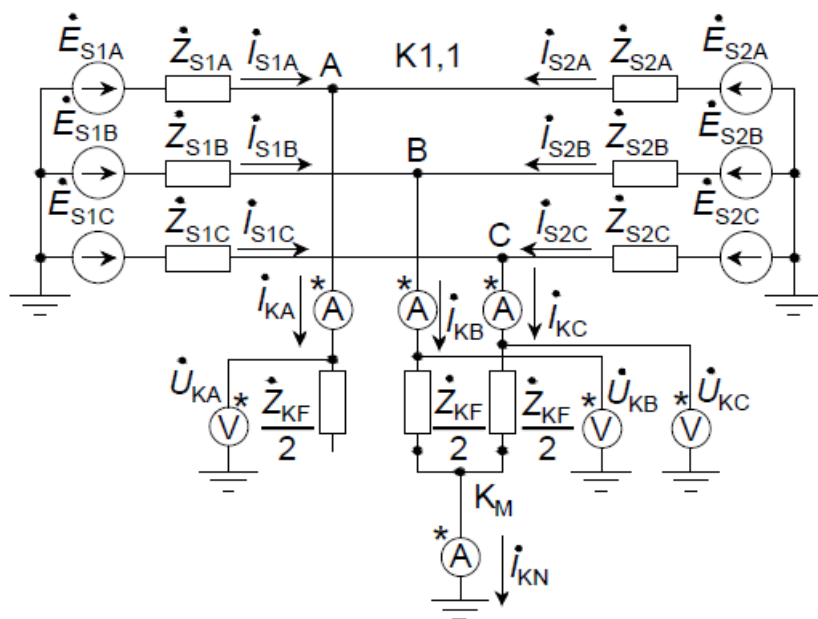 ĖS1A ŻS1A İS1A A K1,1 İS2A ŻS2A ĖS2A
ĖS1B ŻS1B İS1B B İS2B ŻS2B ĖS2B
ĖS1C ŻS1C İS1C C İS2C ŻS2C ĖS2C
İKA * A * A İKB * A İKC
U̇KA * V ŻKF/2 ŻKF/2 ŻKF/2 * V U̇KB * V U̇KC
KM
* A İKN